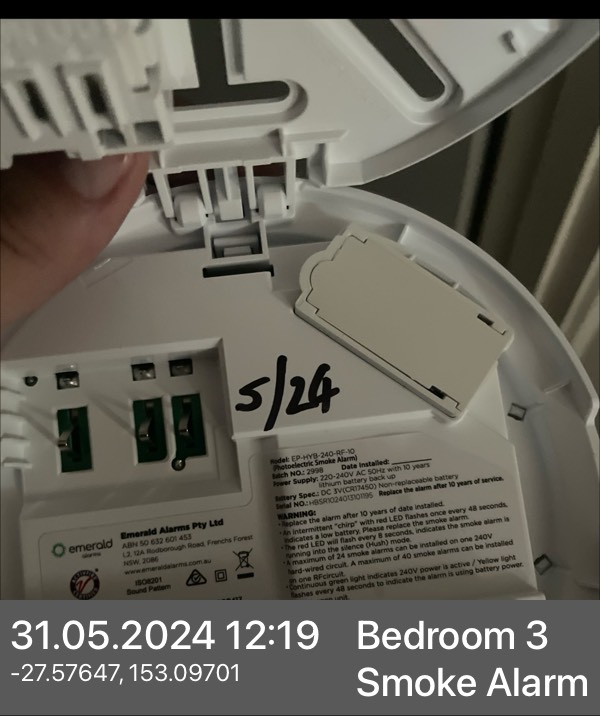 5/24
Model: EP-HYB-240-RF-10
(Photoelectric Smoke Alarm)
Batch NO.: 2998 Date Installed:
Power Supply: 220-240V AC 50Hz with 10 years
lithium battery back up
Battery Spec.: DC 3V(CR17450) Non-replaceable battery
Serial NO.: Replace the alarm after 10 years of service.
WARNING:
• Replace the alarm after 10 years of date installed.
• An intermittent "chirp" with red LED flashes once every 48 seconds,
indicates a low battery. Please replace the smoke alarm.
• The red LED will flash every 8 seconds, indicates the smoke alarm is
running into the silence (Hush) mode.
• A maximum of 24 smoke alarms can be installed on one 240V
hard-wired circuit. A maximum of 40 smoke alarms can be installed
on one RFcircuit.
• Continuous green light indicates 240V power is active / Yellow light
flashes every 48 seconds to indicate the alarm is using battery power.
emerald
Emerald Alarms Pty Ltd
ABN 50 632 601 453
L2, 12A Rodborough Road, Frenchs Forest
NSW, 2086
www.emeraldalarms.com
ISO8201
Sound Pattern
31.05.2024 12:19
-27.57647, 153.09701
Bedroom 3
Smoke Alarm